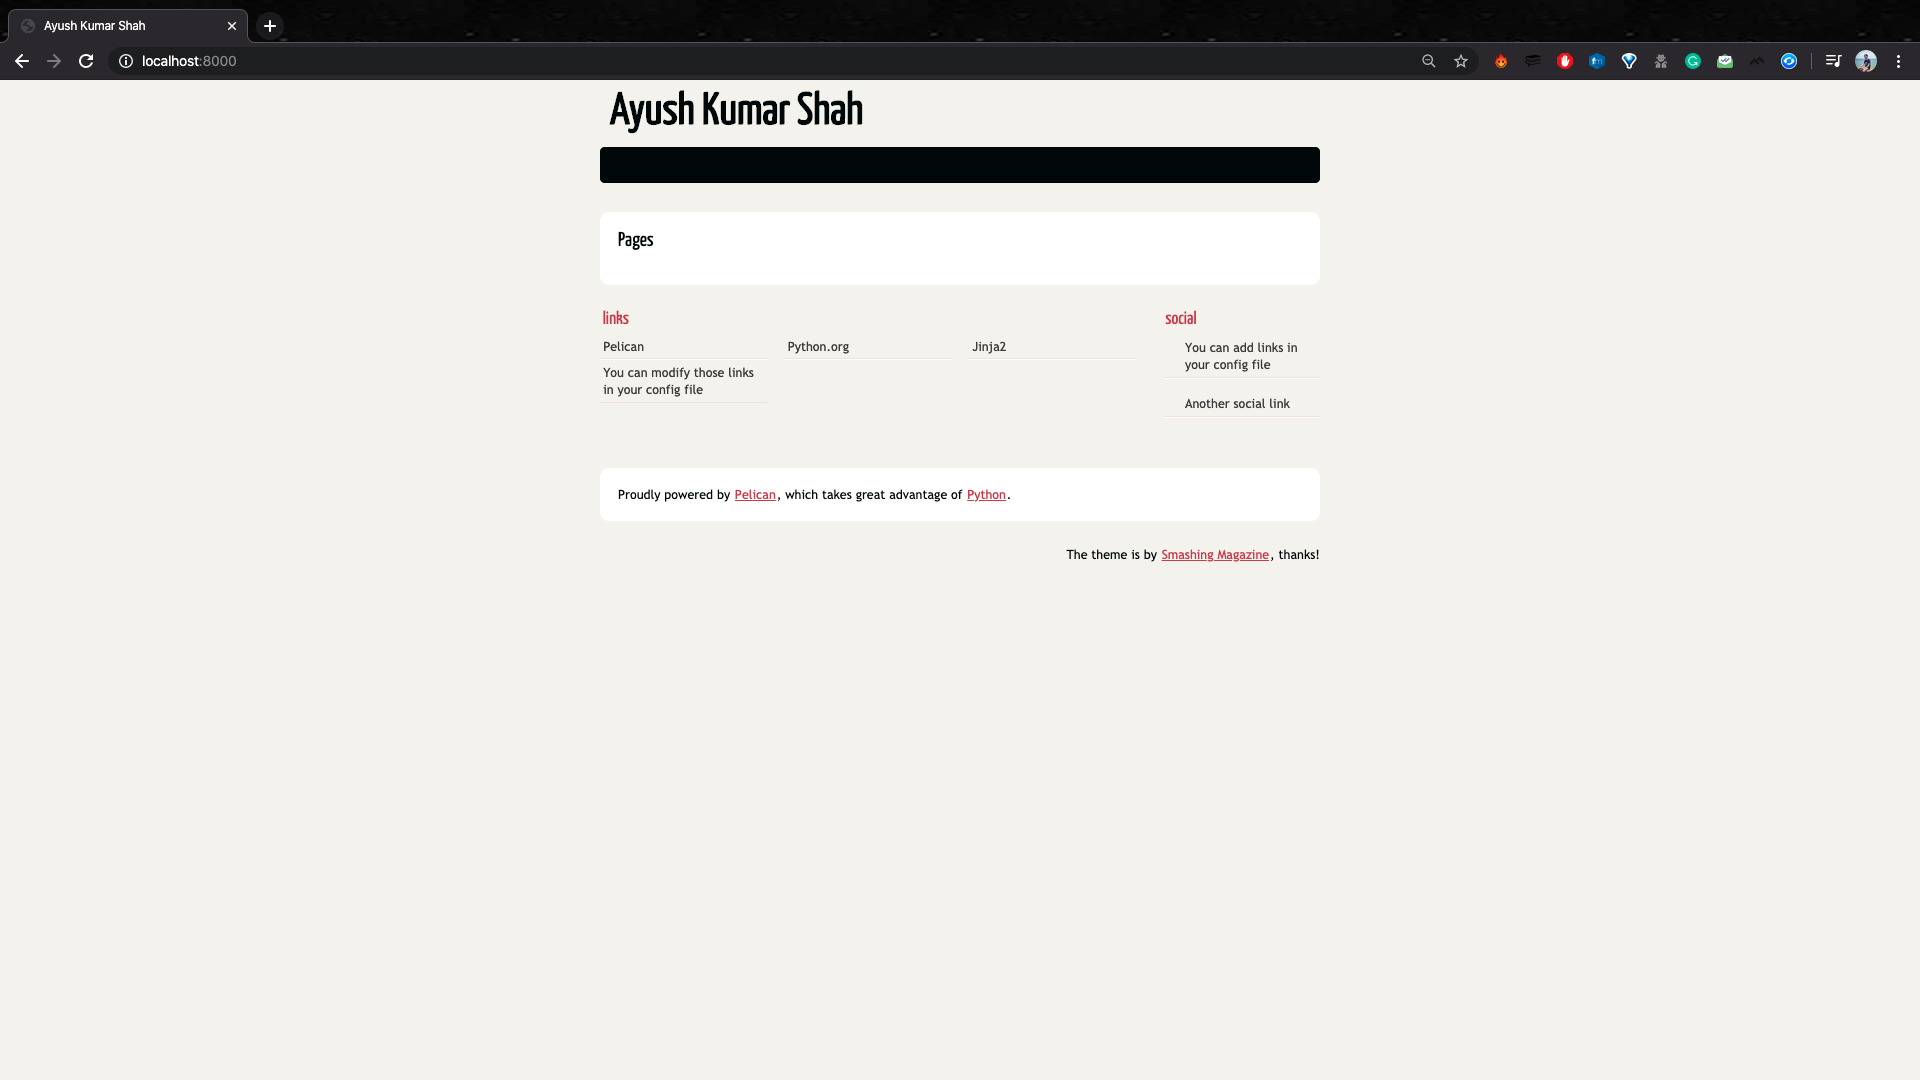 Ayush Kumar Shah
localhost:8000
Ayush Kumar Shah
Pages
links
Pelican
Python.org
Jinja2
You can modify those links
in your config file
social
You can add links in
your config file
Another social link
Proudly powered by Pelican, which takes great advantage of Python.
The theme is by Smashing Magazine, thanks!